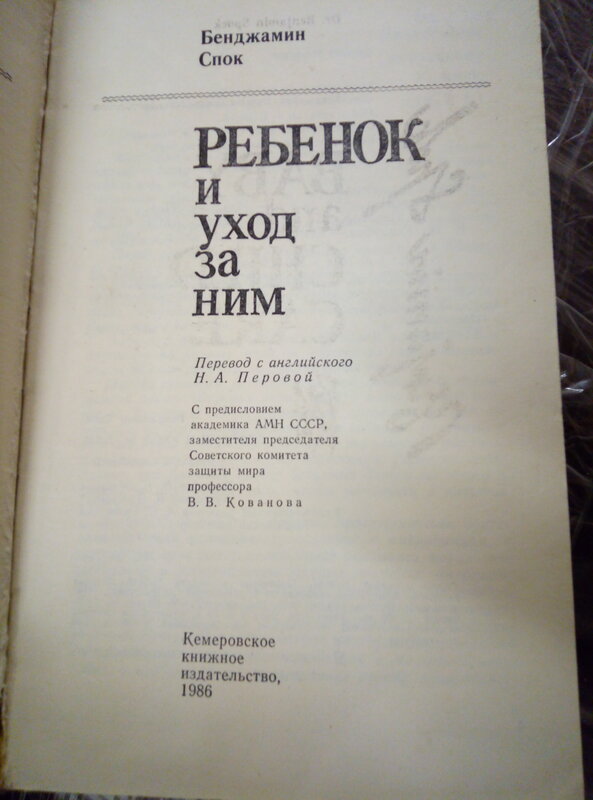 Бенджамин
Спок
РЕБЕНОК
и
УХОД
ЗА
НИМ
Перевод с английского
Н. А. Перовой
С предисловием
академика АМН СССР,
заместителя председателя
Советского комитета
защиты мира
профессора
В. В. Кованова
Кемеровское
книжное
издательство,
1986